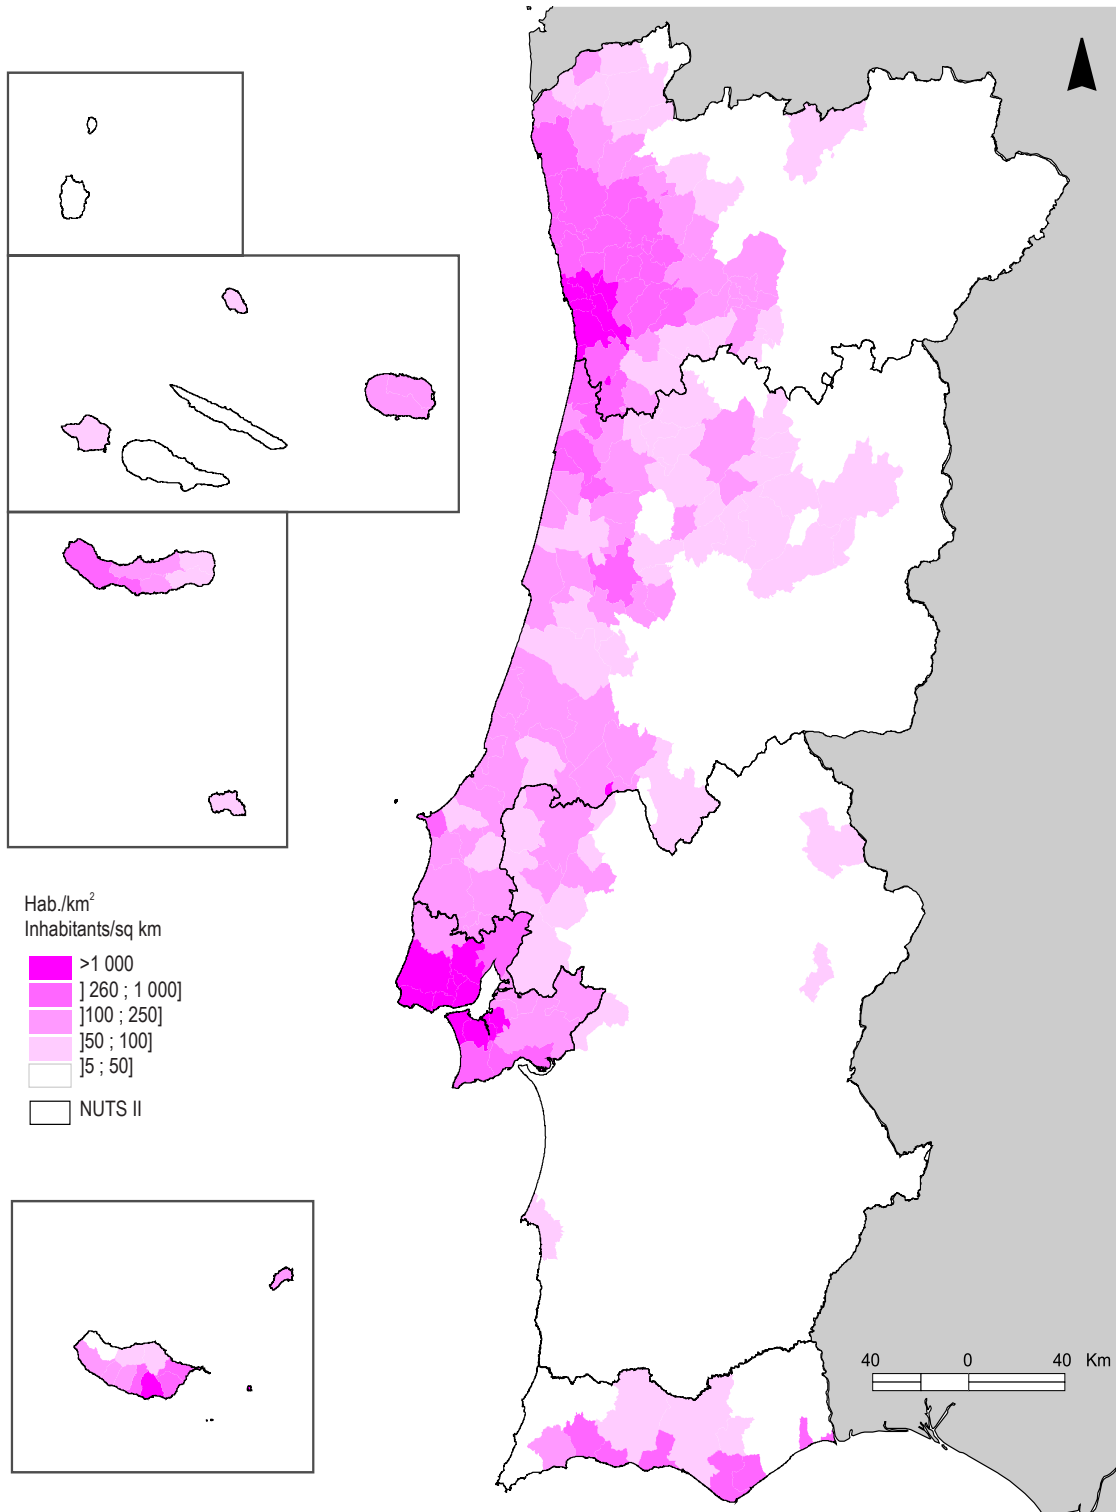 Hab./km²
Inhabitants/sq km
>1 000
] 260 ; 1 000]
]100 ; 250]
]50 ; 100]
]5 ; 50]
NUTS II
40 0 40 Km